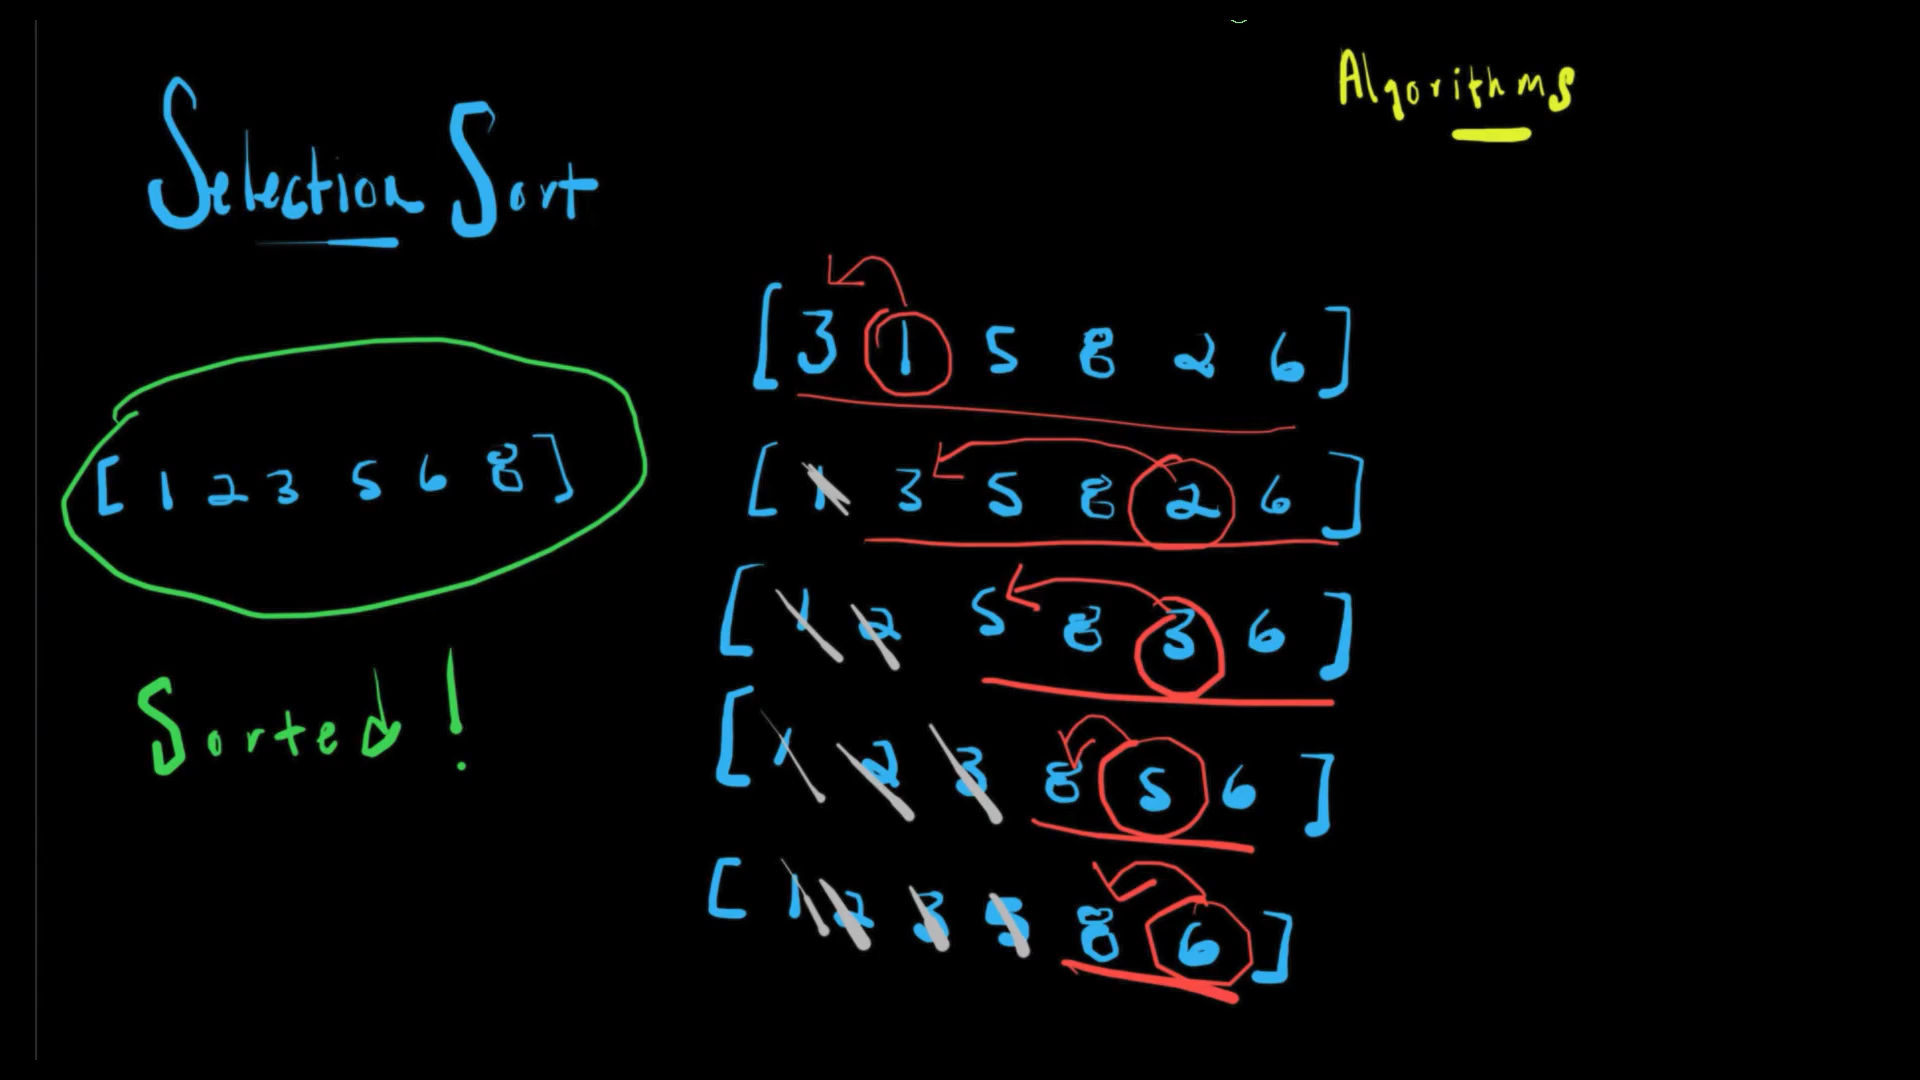 Algorithms
Selection Sort
[ 3 1 5 8 2 6 ]
[ 1 3 5 8 2 6 ]
[ 1 2 3 5 6 8 ]
[ 1 2 5 8 3 6 ]
Sorted !
[ 1 2 3 8 5 6 ]
[ 1 2 3 5 8 6 ]